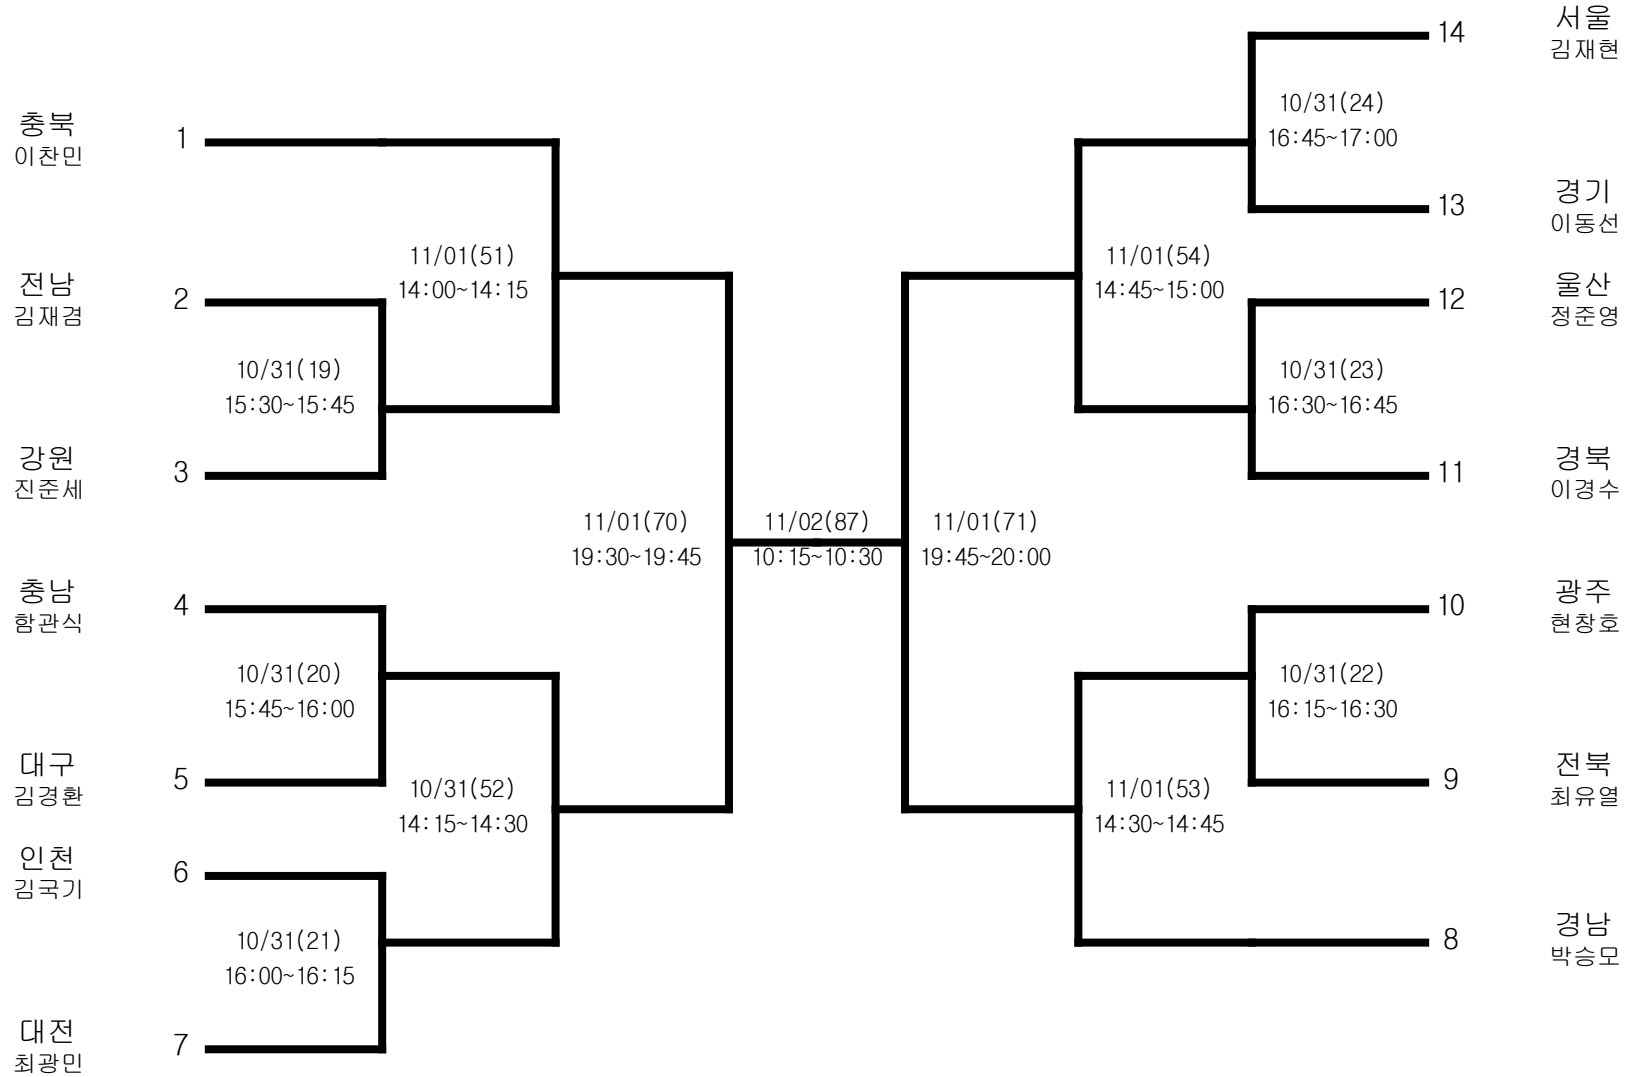 서울
김재현
14
10/31(24)
16:45~17:00
충북
이찬민
1
경기
이동선
13
11/01(51)
14:00~14:15
11/01(54)
14:45~15:00
전남
김재겸
2
울산
정준영
12
10/31(19)
15:30~15:45
10/31(23)
16:30~16:45
강원
진준세
3
경북
이경수
11
11/01(70)
19:30~19:45
11/02(87)
10:15~10:30
11/01(71)
19:45~20:00
충남
함관식
4
광주
현창호
10
10/31(20)
15:45~16:00
10/31(22)
16:15~16:30
대구
김경환
5
전북
최유열
9
10/31(52)
14:15~14:30
11/01(53)
14:30~14:45
인천
김국기
6
10/31(21)
16:00~16:15
경남
박승모
8
대전
최광민
7